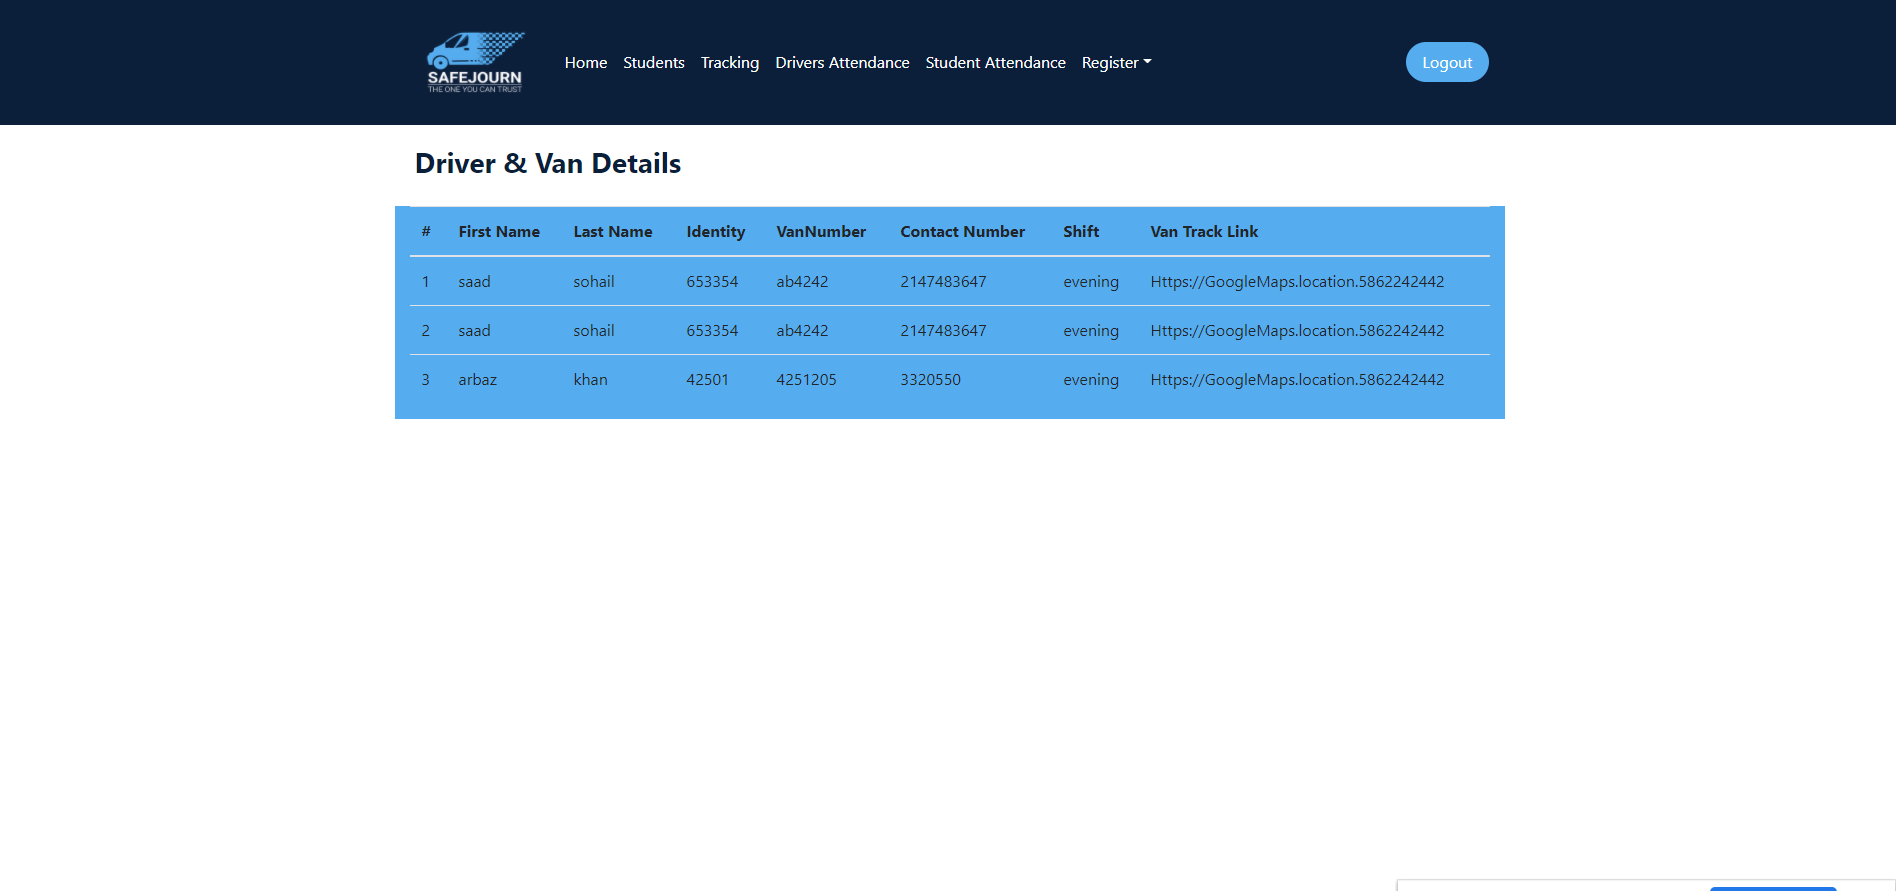 SAFEJOURN
THE ONE YOU CAN TRUST
Home Students Tracking Drivers Attendance Student Attendance Register Logout
Driver & Van Details
# First Name Last Name Identity VanNumber Contact Number Shift Van Track Link
1 saad sohail 653354 ab4242 2147483647 evening Https://GoogleMaps.location.5862242442
2 saad sohail 653354 ab4242 2147483647 evening Https://GoogleMaps.location.5862242442
3 arbaz khan 42501 4251205 3320550 evening Https://GoogleMaps.location.5862242442